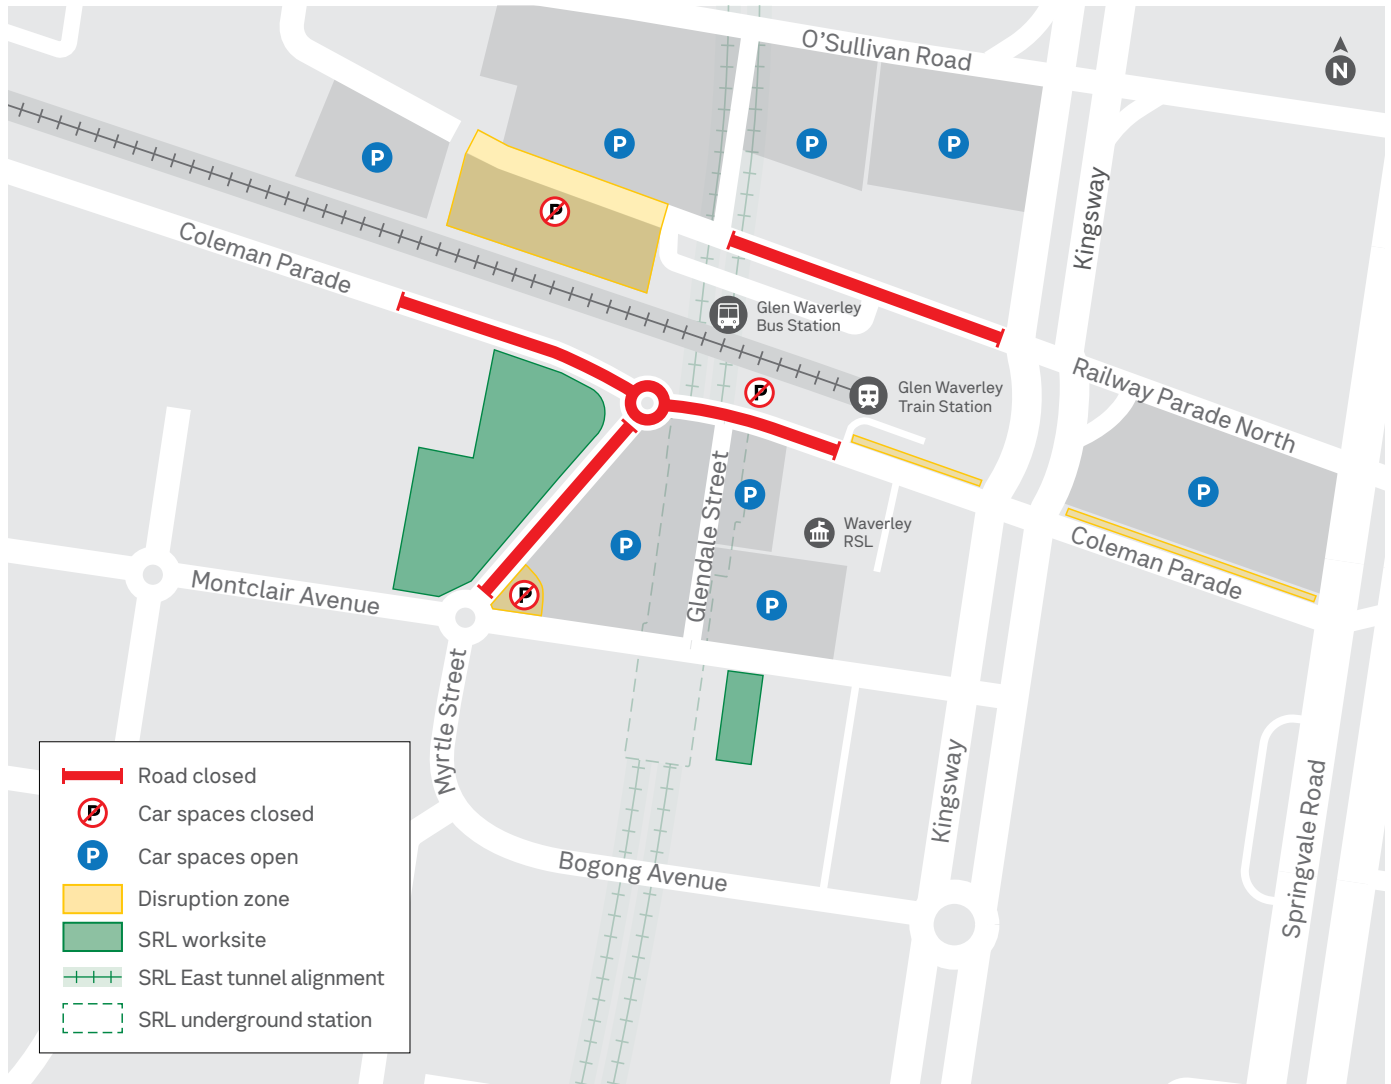 O’Sullivan Road
N
P
P
P
P
P
Kingsway
Coleman Parade
Glen Waverley
Bus Station
Glen Waverley
Train Station
P
Railway Parade North
P
P
Glendale Street
Waverley
RSL
P
Coleman Parade
P
P
Montclair Avenue
Myrtle Street
Kingsway
Springvale Road
Bogong Avenue
Road closed
P
Car spaces closed
P
Car spaces open
Disruption zone
SRL worksite
SRL East tunnel alignment
SRL underground station